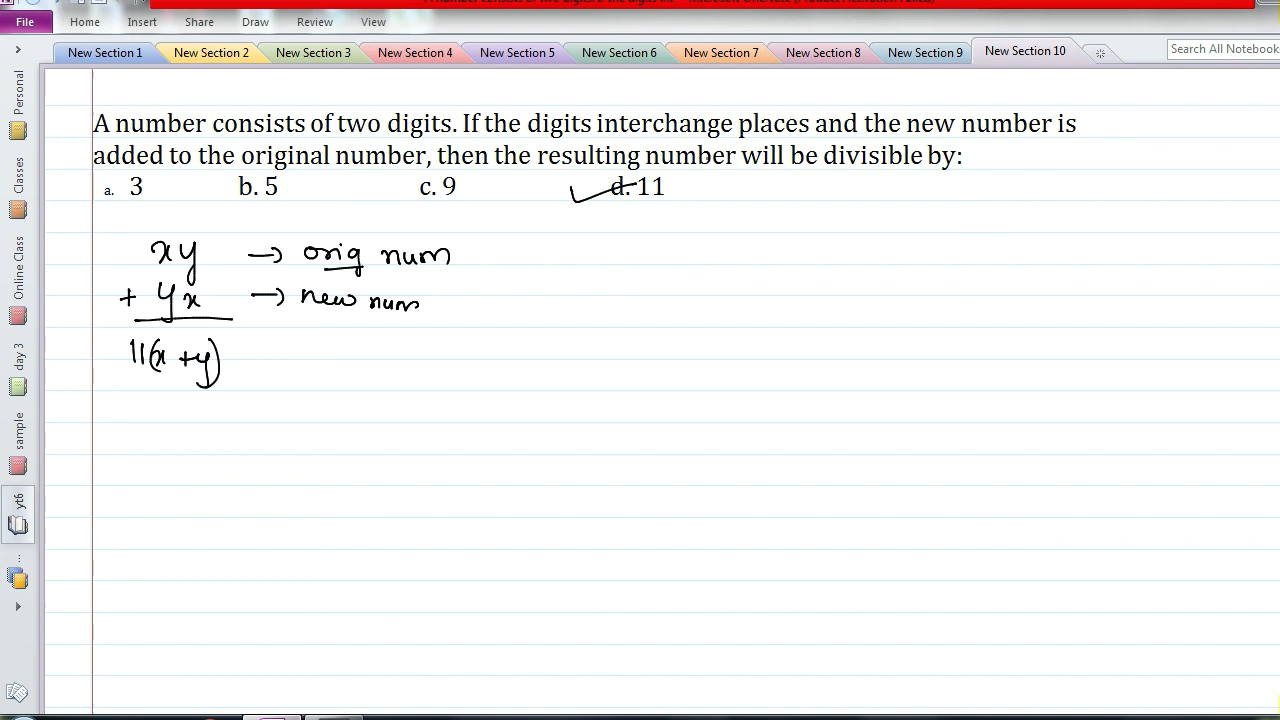 File Home Insert Share Draw Review View
New Section 1 New Section 2 New Section 3 New Section 4 New Section 5 New Section 6 New Section 7 New Section 8 New Section 9 New Section 10 Search All Notebook
Personal
Classes
Online Class
day 3
sample
yt6
A number consists of two digits. If the digits interchange places and the new number is
added to the original number, then the resulting number will be divisible by:
a. 3 b. 5 c. 9 d. 11
xy → orig num
+ yx → new num
11(x +y)